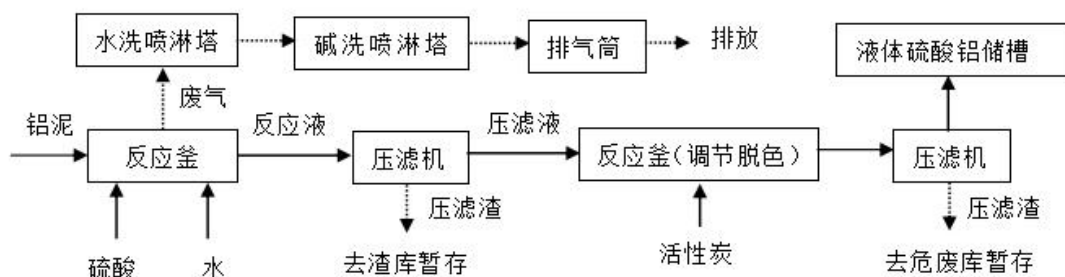 水洗喷淋塔
碱洗喷淋塔
排气筒
排放
液体硫酸铝储槽
废气
铝泥
反应液
压滤液
反应釜
压滤机
反应釜(调节脱色)
压滤机
压滤渣
压滤渣
硫酸
水
去渣库暂存
活性炭
去危废库暂存